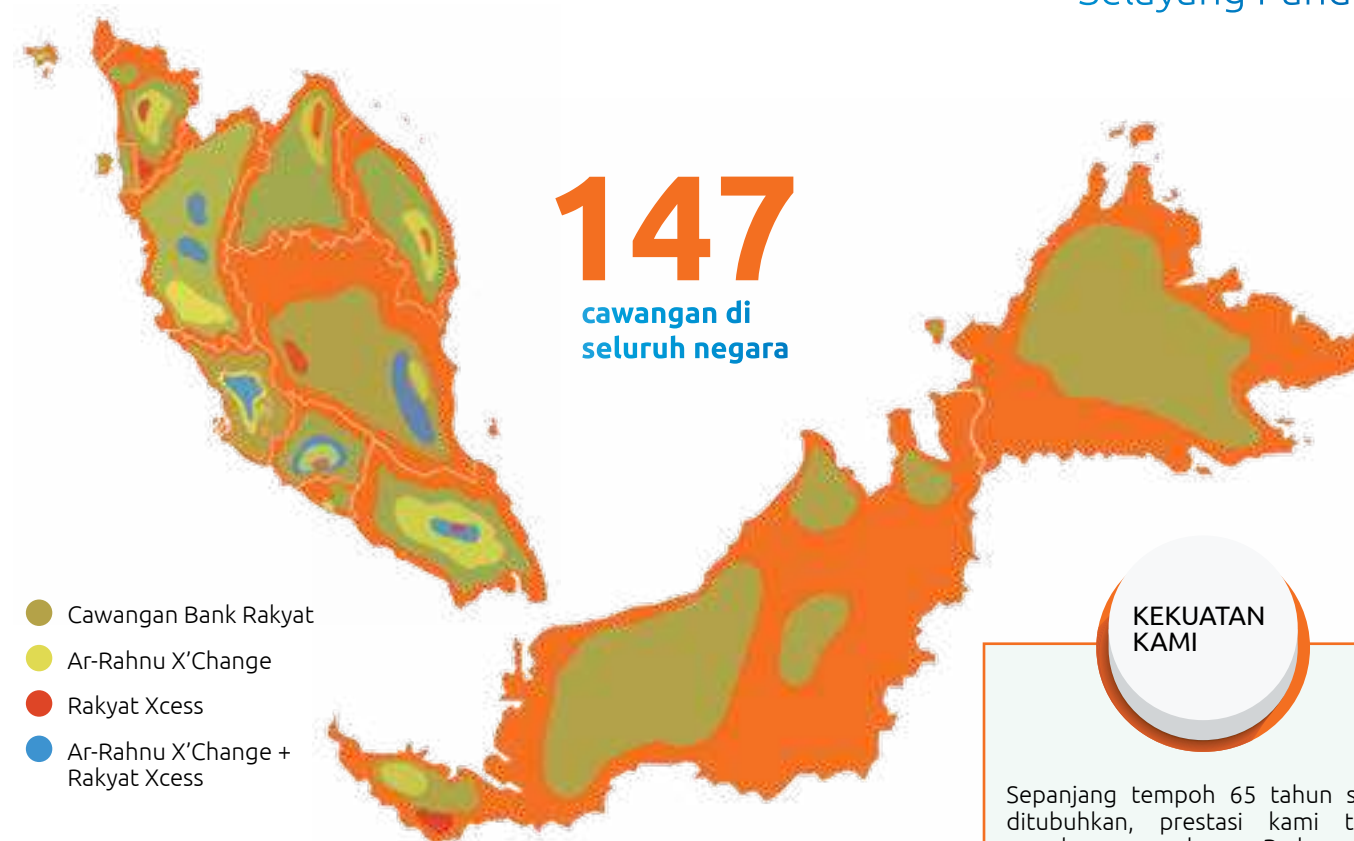 Selayang
147
cawangan di
seluruh negara
Cawangan Bank Rakyat
Ar-Rahnu X'Change
Rakyat Xcess
Ar-Rahnu X'Change +
Rakyat Xcess
KEKUATAN
KAMI
Sepanjang tempoh 65 tahun
ditubuhkan, prestasi kami